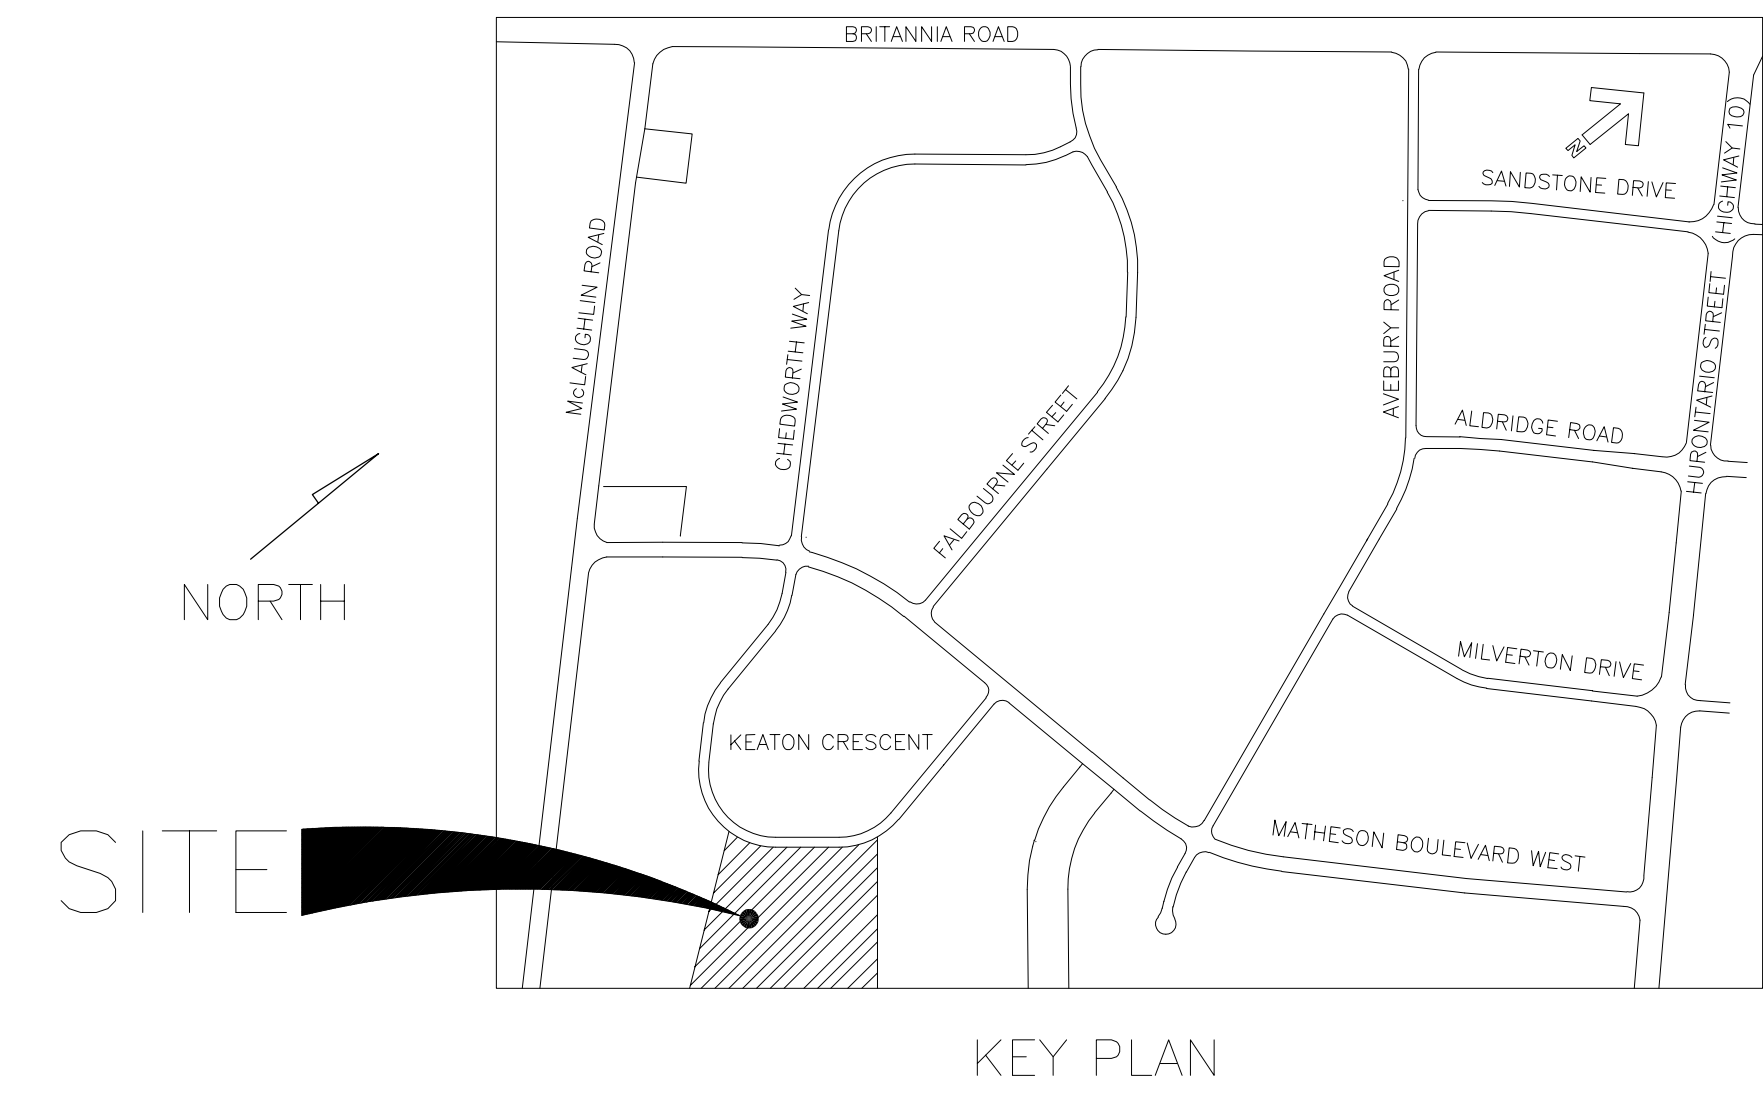 BRITANNIA ROAD
N
SANDSTONE DRIVE
(HIGHWAY 10)
McLAUGHLIN ROAD
CHEDWORTH WAY
FALBOURNE STREET
AVEBURY ROAD
HURONTARIO STREET
ALDRIDGE ROAD
NORTH
MILVERTON DRIVE
KEATON CRESCENT
SITE
MATHESON BOULEVARD WEST
KEY PLAN